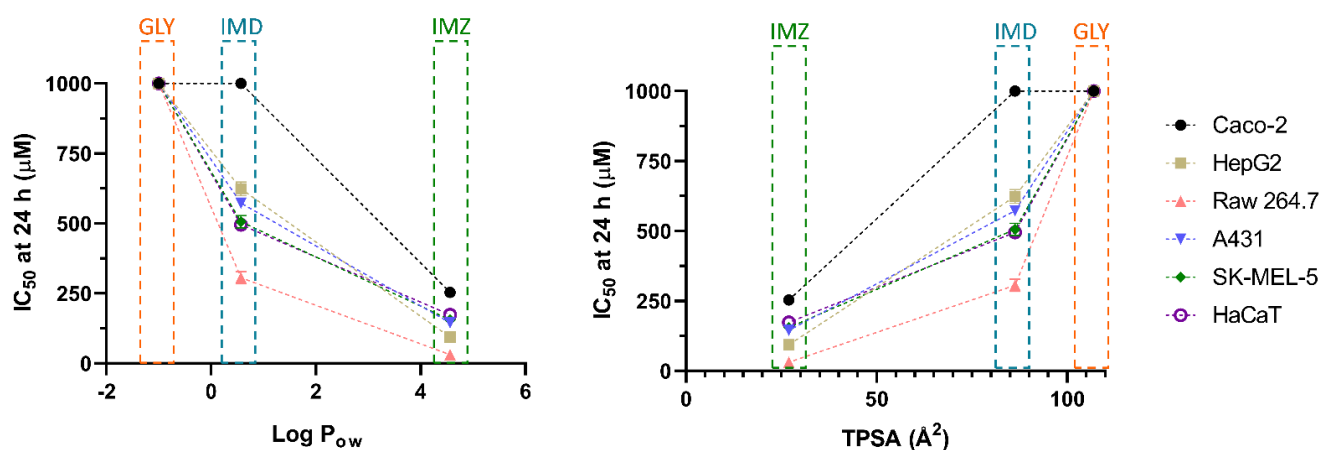 GLY IMD IMZ
1000
750
500
250
0
IC50 at 24 h (μM)
-2 0 2 4 6
Log Pow
IMZ IMD GLY
1000
750
500
250
0
IC50 at 24 h (μM)
0 50 100
TPSA (Å²)
Caco-2
HepG2
Raw 264.7
A431
SK-MEL-5
HaCaT